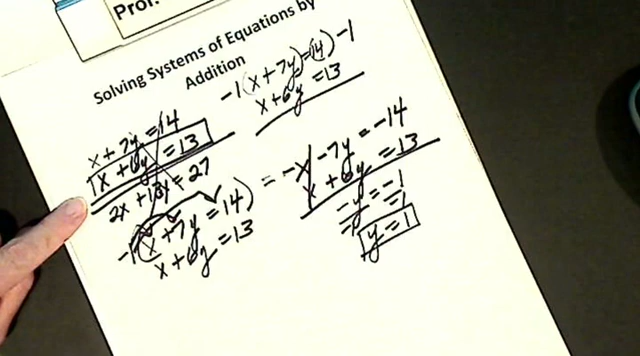 Prof.
Solving Systems of Equations by
Addition
-1(x + 7y = 14) -1
x + 6y = 13
x + 7y = 14
1x + 6y = 13
2x + 13y = 27
-1(x + 7y = 14)
x + 6y = 13
= -x - 7y = -14
x + 6y = 13
-y = -1
y = 1